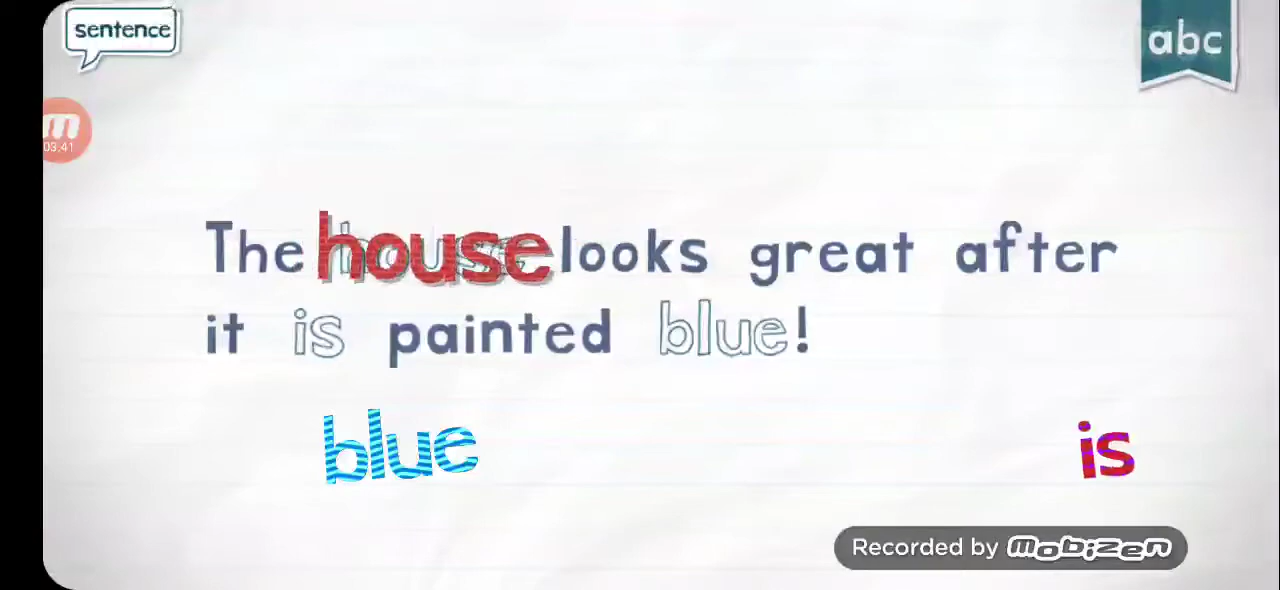 sentence
abc
m
03:41
The house looks great after
it is painted blue!
blue
is
Recorded by mobizen